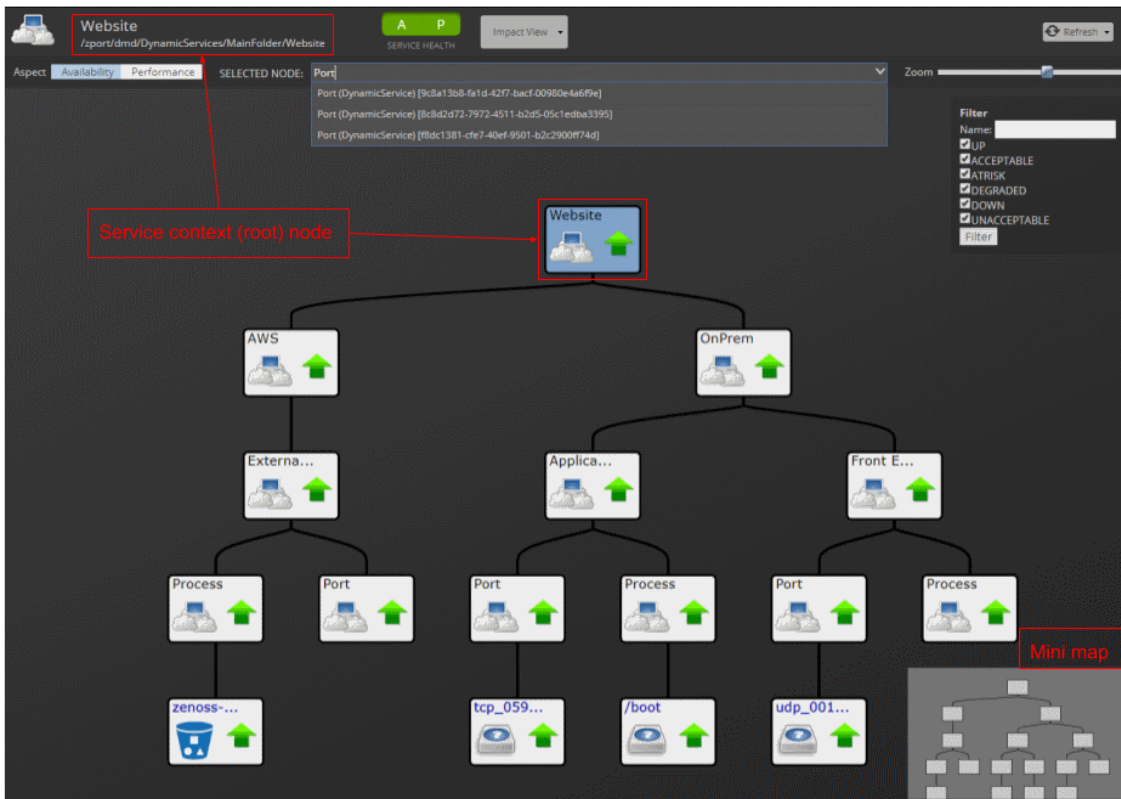 Website
/zport/dmd/DynamicServices/MainFolder/Website
A P
SERVICE HEALTH
Impact View
Refresh
Aspect Availability Performance SELECTED NODE: Port Zoom
Port (DynamicService) [9c8a13b8-fa1d-42f7-bacf-00980e4a6f9e]
Port (DynamicService) [8c8d2d72-7972-4511-b2d5-05c1edba3395]
Port (DynamicService) [f8dc1381-cfe7-40ef-9501-b2c2900ff74d]
Filter
Name:
UP
ACCEPTABLE
ATRISK
DEGRADED
DOWN
UNACCEPTABLE
Filter
Service context (root) node
Website
AWS
OnPrem
Externa...
Applica...
Front E...
Process
Port
Port
Process
Port
Process
Mini map
zenoss-...
tcp_059...
/boot
udp_001...